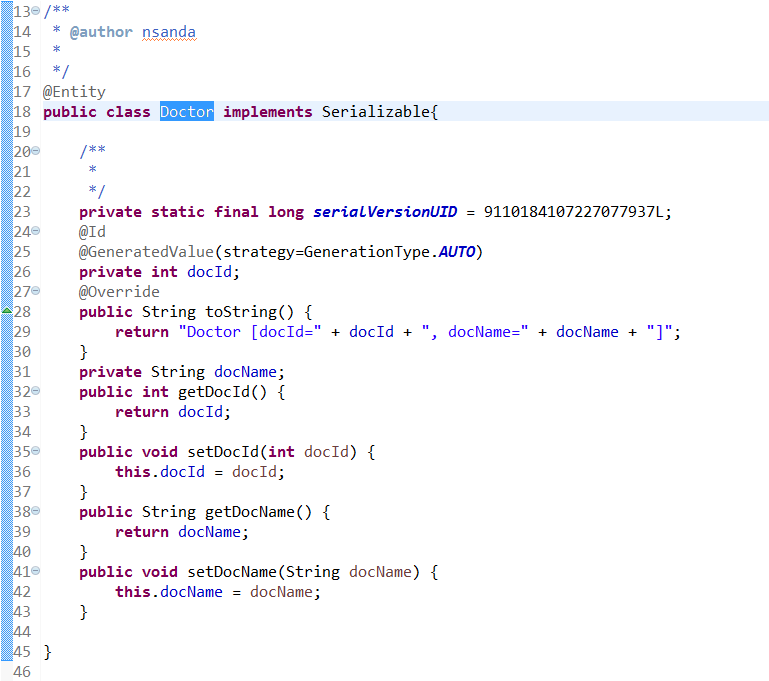 13 /**
14  * @author nsanda
15  *
16  */
17 @Entity
18 public class Doctor implements Serializable{
19
20     /**
21      *
22      */
23     private static final long serialVersionUID = 9110184107227077937L;
24     @Id
25     @GeneratedValue(strategy=GenerationType.AUTO)
26     private int docId;
27     @Override
28     public String toString() {
29         return "Doctor [docId=" + docId + ", docName=" + docName + "]";
30     }
31     private String docName;
32     public int getDocId() {
33         return docId;
34     }
35     public void setDocId(int docId) {
36         this.docId = docId;
37     }
38     public String getDocName() {
39         return docName;
40     }
41     public void setDocName(String docName) {
42         this.docName = docName;
43     }
44
45 }
46